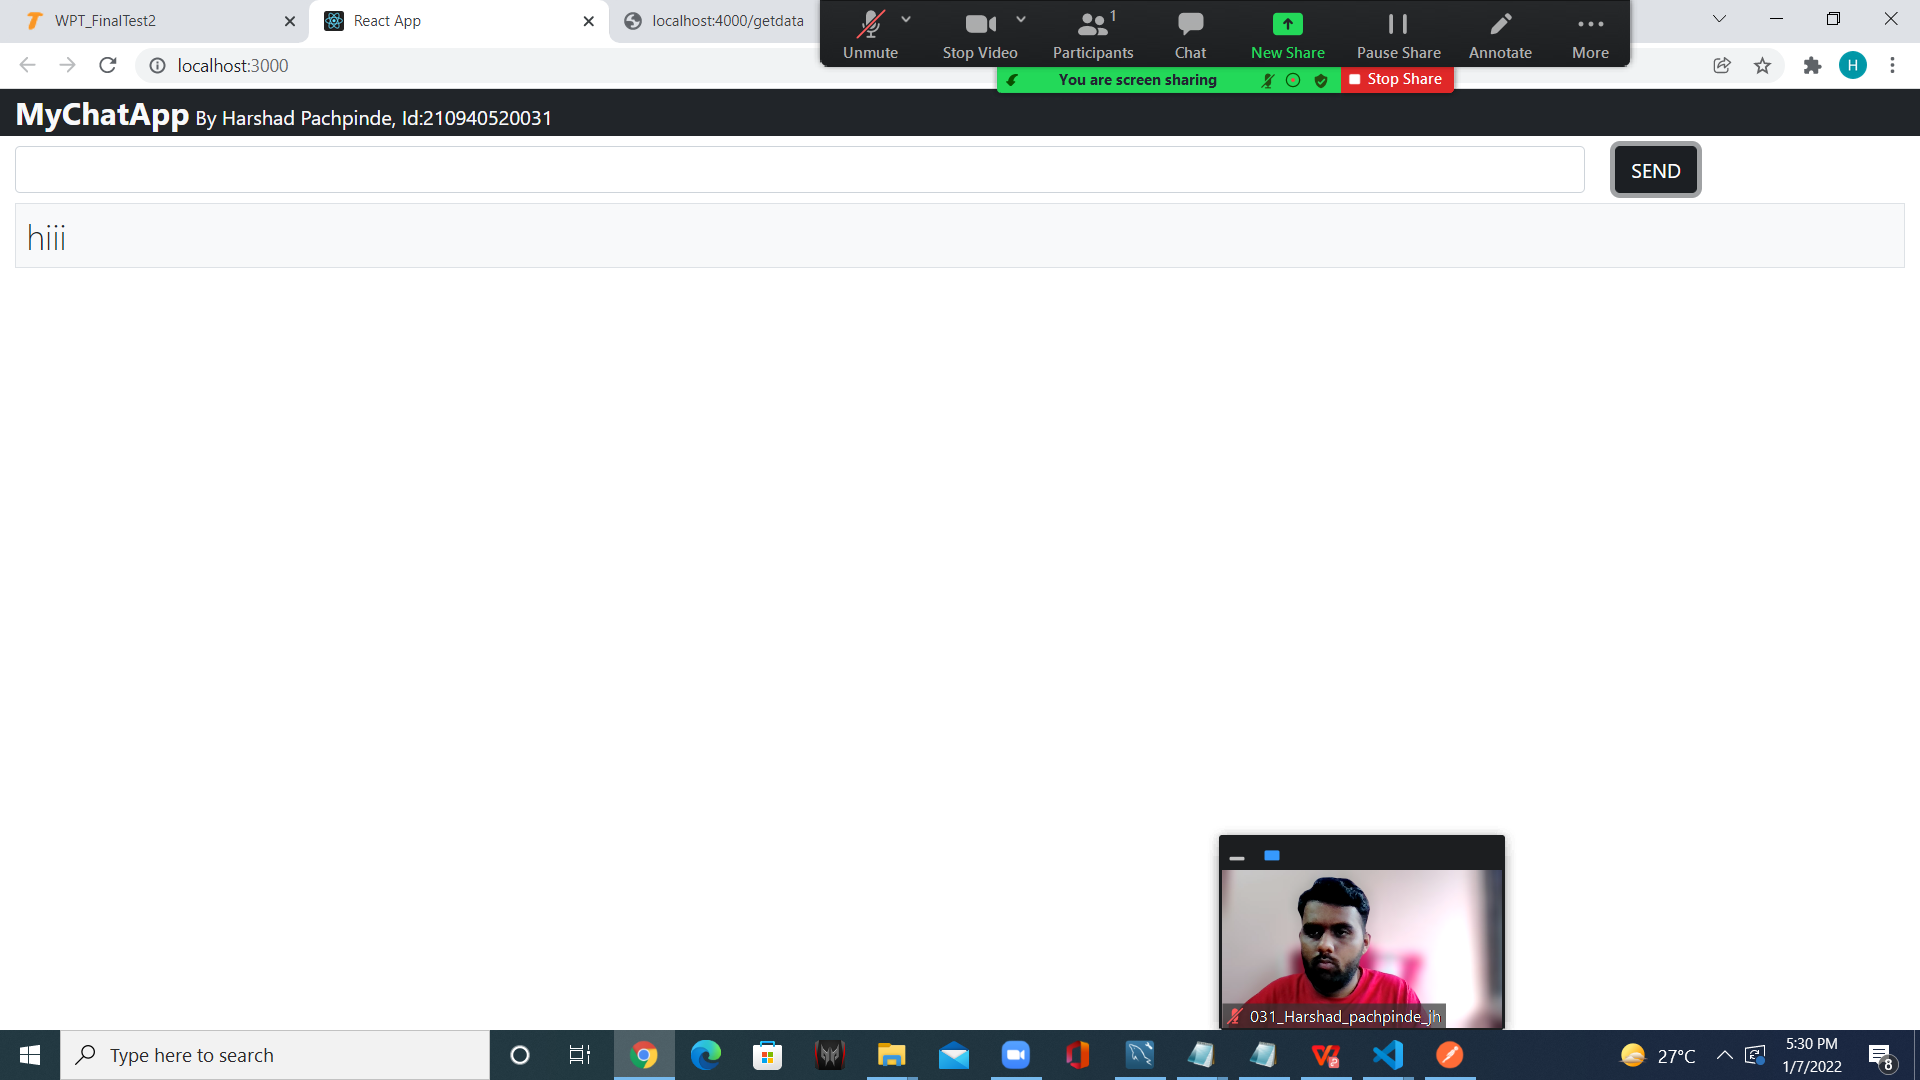 WPT_FinalTest2
React App
localhost:4000/getdata
Unmute
Stop Video
1
Participants
Chat
New Share
Pause Share
Annotate
More
localhost:3000
You are screen sharing
Stop Share
H
MyChatApp By Harshad Pachpinde, Id:210940520031
SEND
hiii
031_Harshad_pachpinde_jh
Type here to search
27°C
5:30 PM
1/7/2022
8